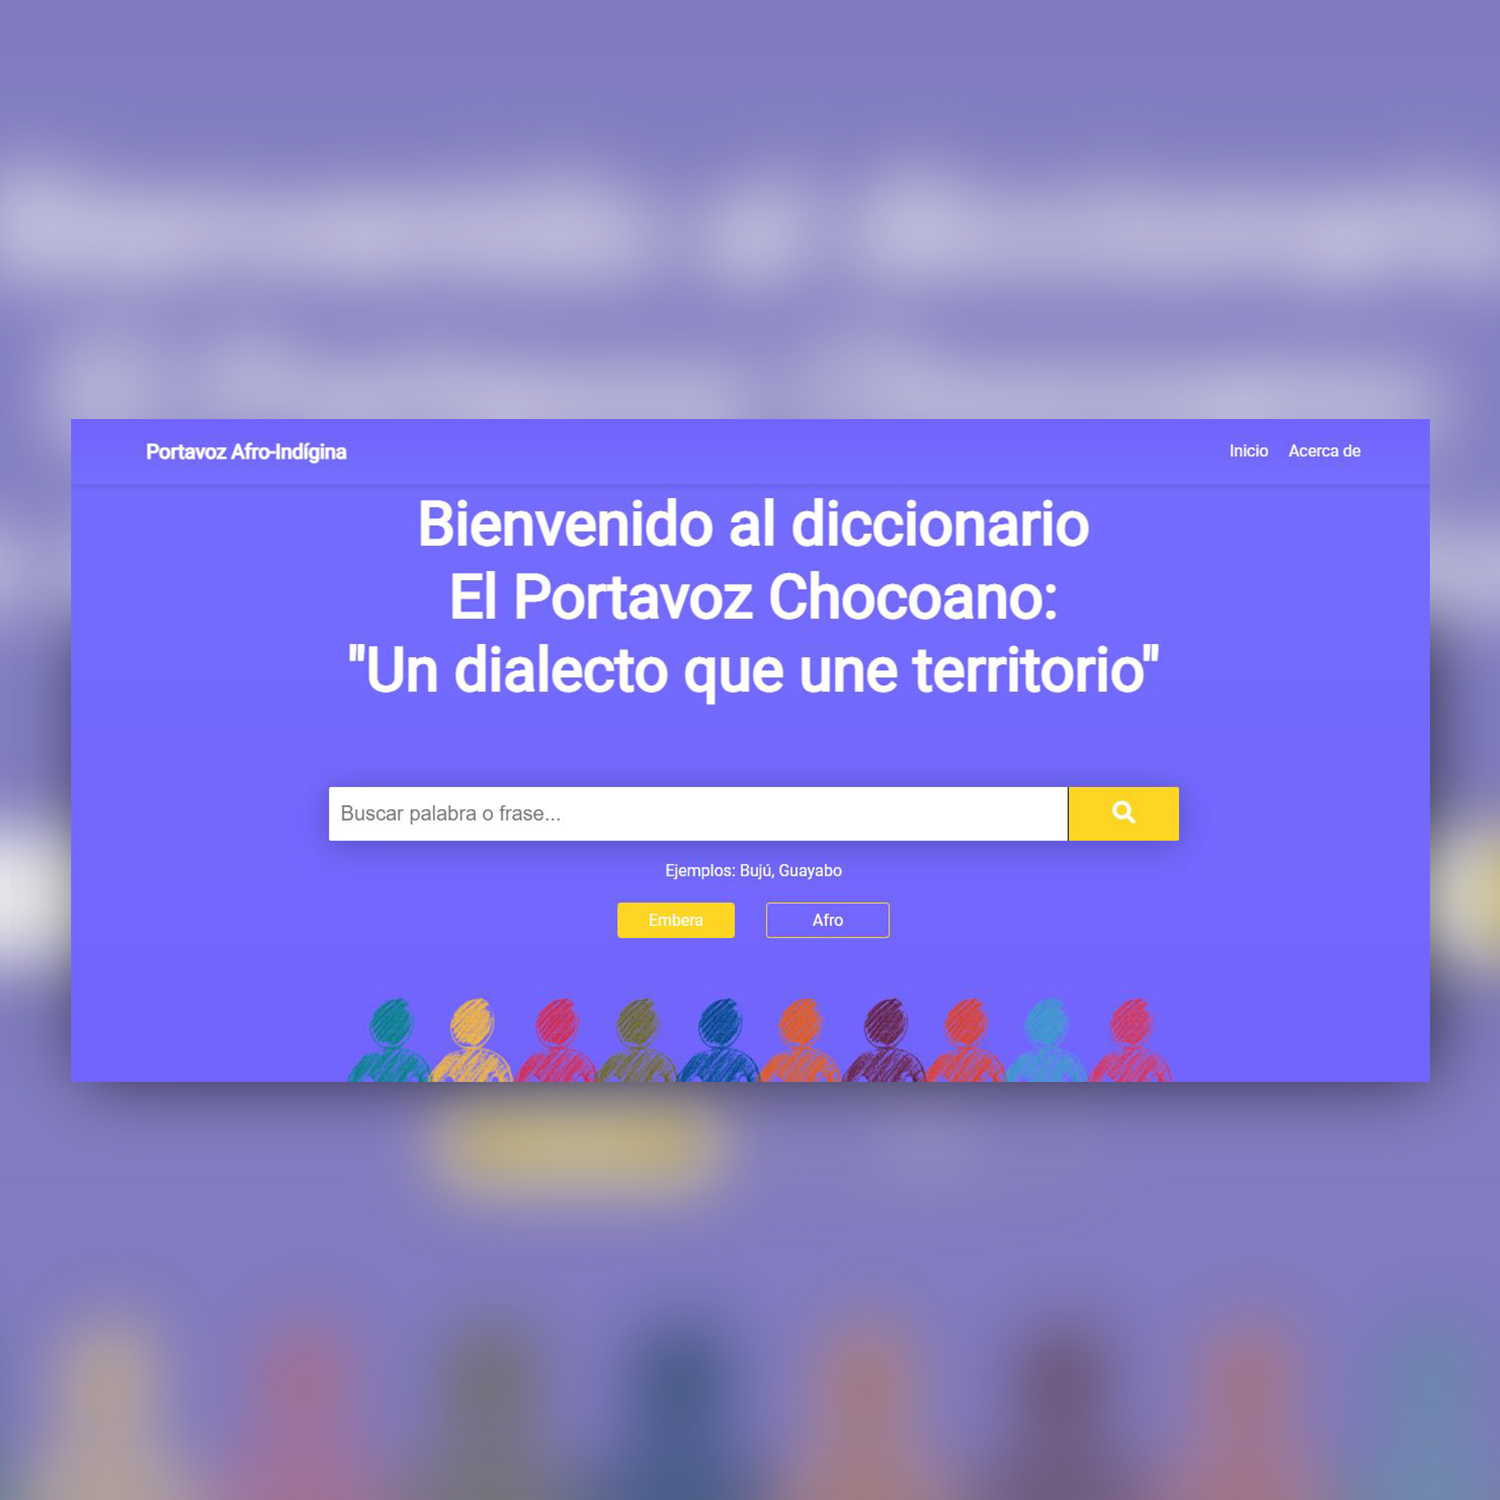 Portavoz Afro-Indígina
Inicio Acerca de
Bienvenido al diccionario
El Portavoz Chocoano:
"Un dialecto que une territorio"
Buscar palabra o frase...
Ejemplos: Bujú, Guayabo
Embera
Afro